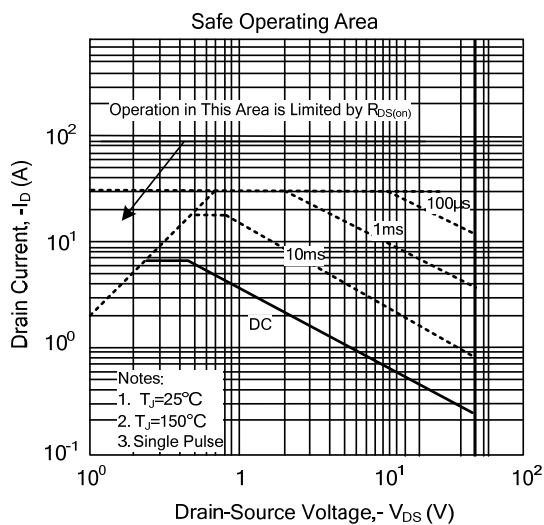 Safe Operating Area
Operation in This Area is Limited by RDS(on)
Drain Current, -ID (A)
10²
10¹
10⁰
10⁻¹
100μs
1ms
10ms
DC
Notes:
1. TJ=25°C
2. TJ=150°C
3. Single Pulse
10⁰
1
10¹
10²
Drain-Source Voltage,- VDS (V)